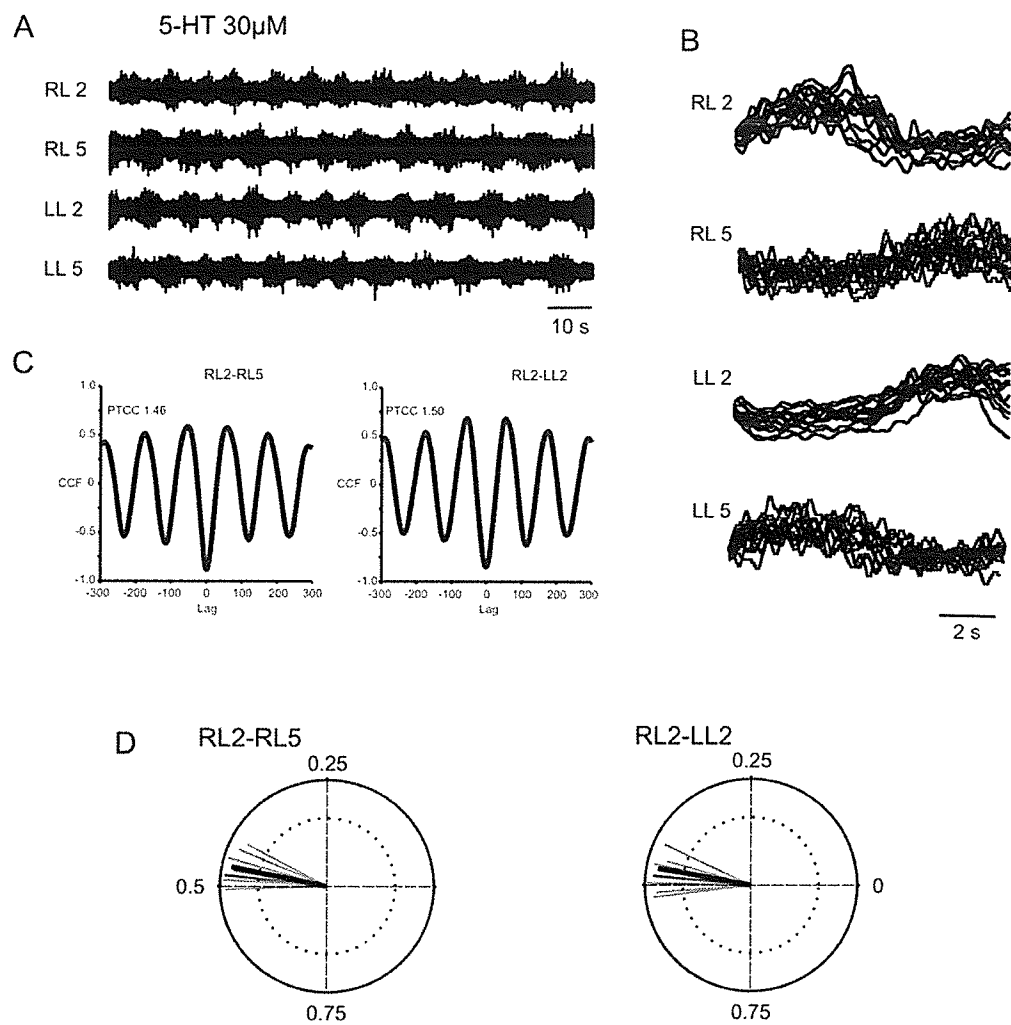 A
5-HT 30µM
RL 2
RL 5
LL 2
LL 5
10 s
B
RL 2
RL 5
LL 2
LL 5
2 s
C
RL2-RL5
1.0
PTCC 1.46
0.5
CCF 0
-0.5
-1.0
-300 -200 -100 0 100 200 300
Lag
RL2-LL2
1.0
PTCC 1.50
0.5
CCF 0
-0.5
-1.0
-300 -200 -100 0 100 200 300
Lag
D
RL2-RL5
0.25
0.5
0.75
RL2-LL2
0.25
0
0.75